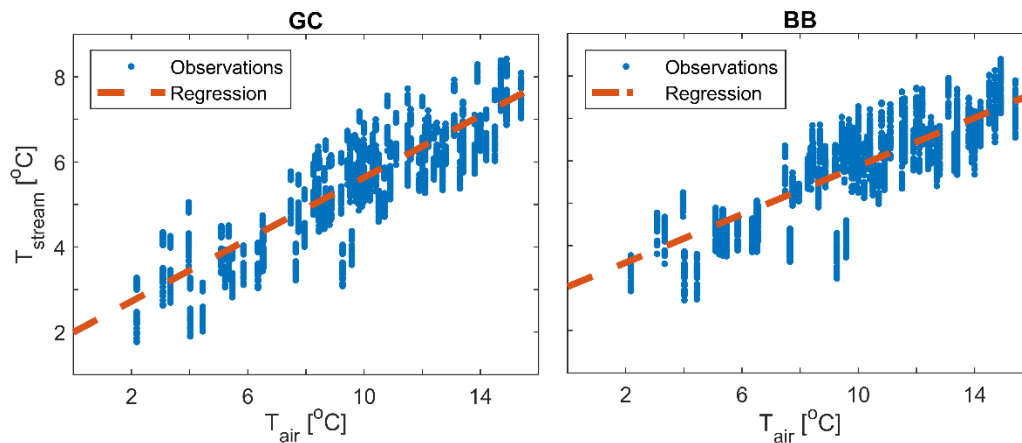 GC
BB
Observations
Regression
Observations
Regression
8
6
4
2
T_stream [°C]
2
6
10
14
T_air [°C]
2
6
10
14
T_air [°C]